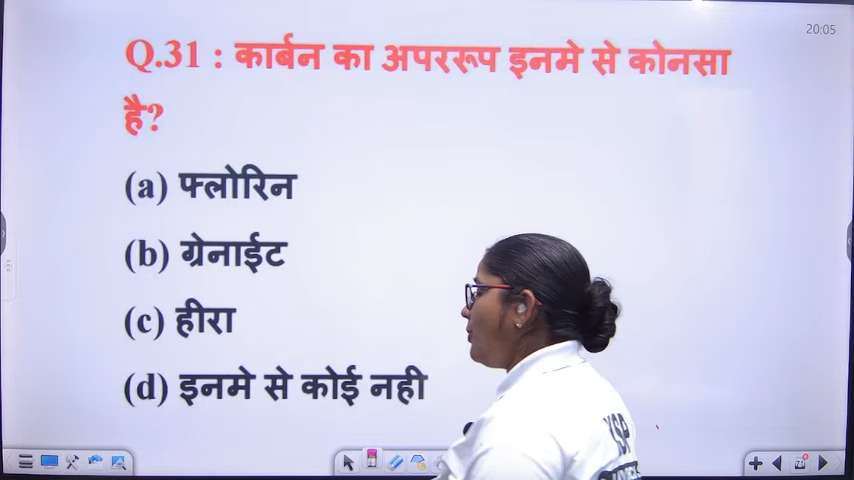 20:05
Q.31 : कार्बन का अपररूप इनमे से कोनसा
है?
(a) फ्लोरिन
(b) ग्रेनाईट
(c) हीरा
(d) इनमे से कोई नही